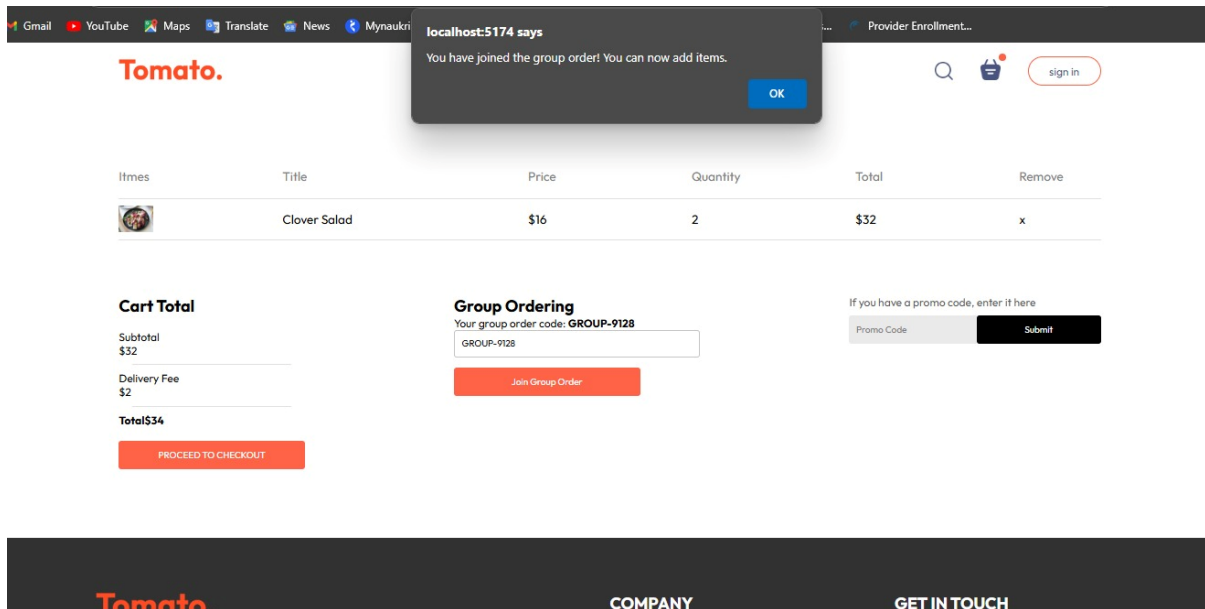 Gmail YouTube Maps Translate News Mynaukri ... Provider Enrollment...
localhost:5174 says
You have joined the group order! You can now add items.
OK
Tomato.
sign in
Itmes Title Price Quantity Total Remove
Clover Salad $16 2 $32 x
Cart Total
Subtotal
$32
Delivery Fee
$2
Total$34
PROCEED TO CHECKOUT
Group Ordering
Your group order code: GROUP-9128
GROUP-9128
Join Group Order
If you have a promo code, enter it here
Promo Code Submit
Tomato COMPANY GET IN TOUCH